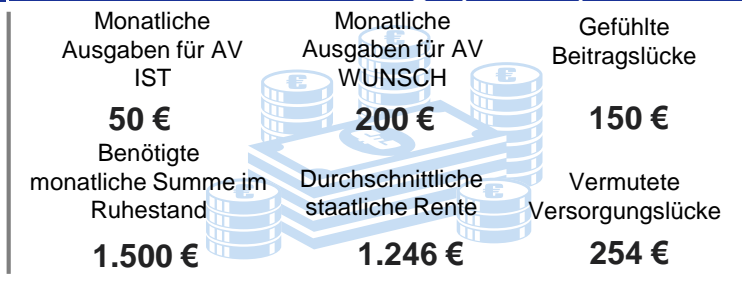 Monatliche
Ausgaben für AV
IST
50 €
Monatliche
Ausgaben für AV
WUNSCH
200 €
Gefühlte
Beitragslücke
150 €
Benötigte
monatliche Summe im
Ruhestand
1.500 €
Durchschnittliche
staatliche Rente
1.246 €
Vermutete
Versorgungslücke
254 €